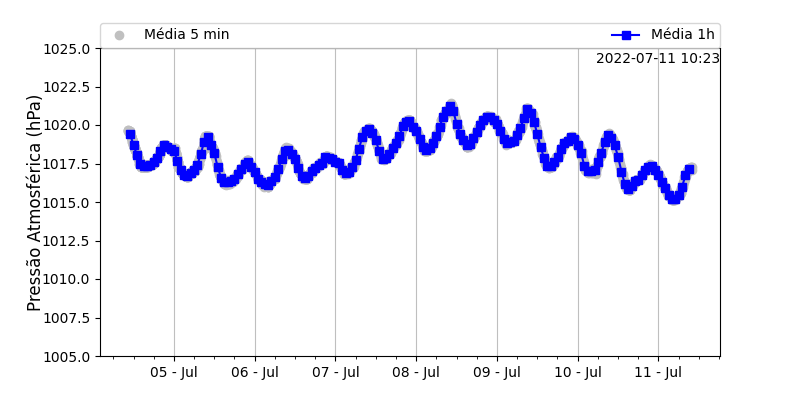 Média 5 min
Média 1h
2022-07-11 10:23
Pressão Atmosférica (hPa)
1025.0
1022.5
1020.0
1017.5
1015.0
1012.5
1010.0
1007.5
1005.0
05 - Jul
06 - Jul
07 - Jul
08 - Jul
09 - Jul
10 - Jul
11 - Jul